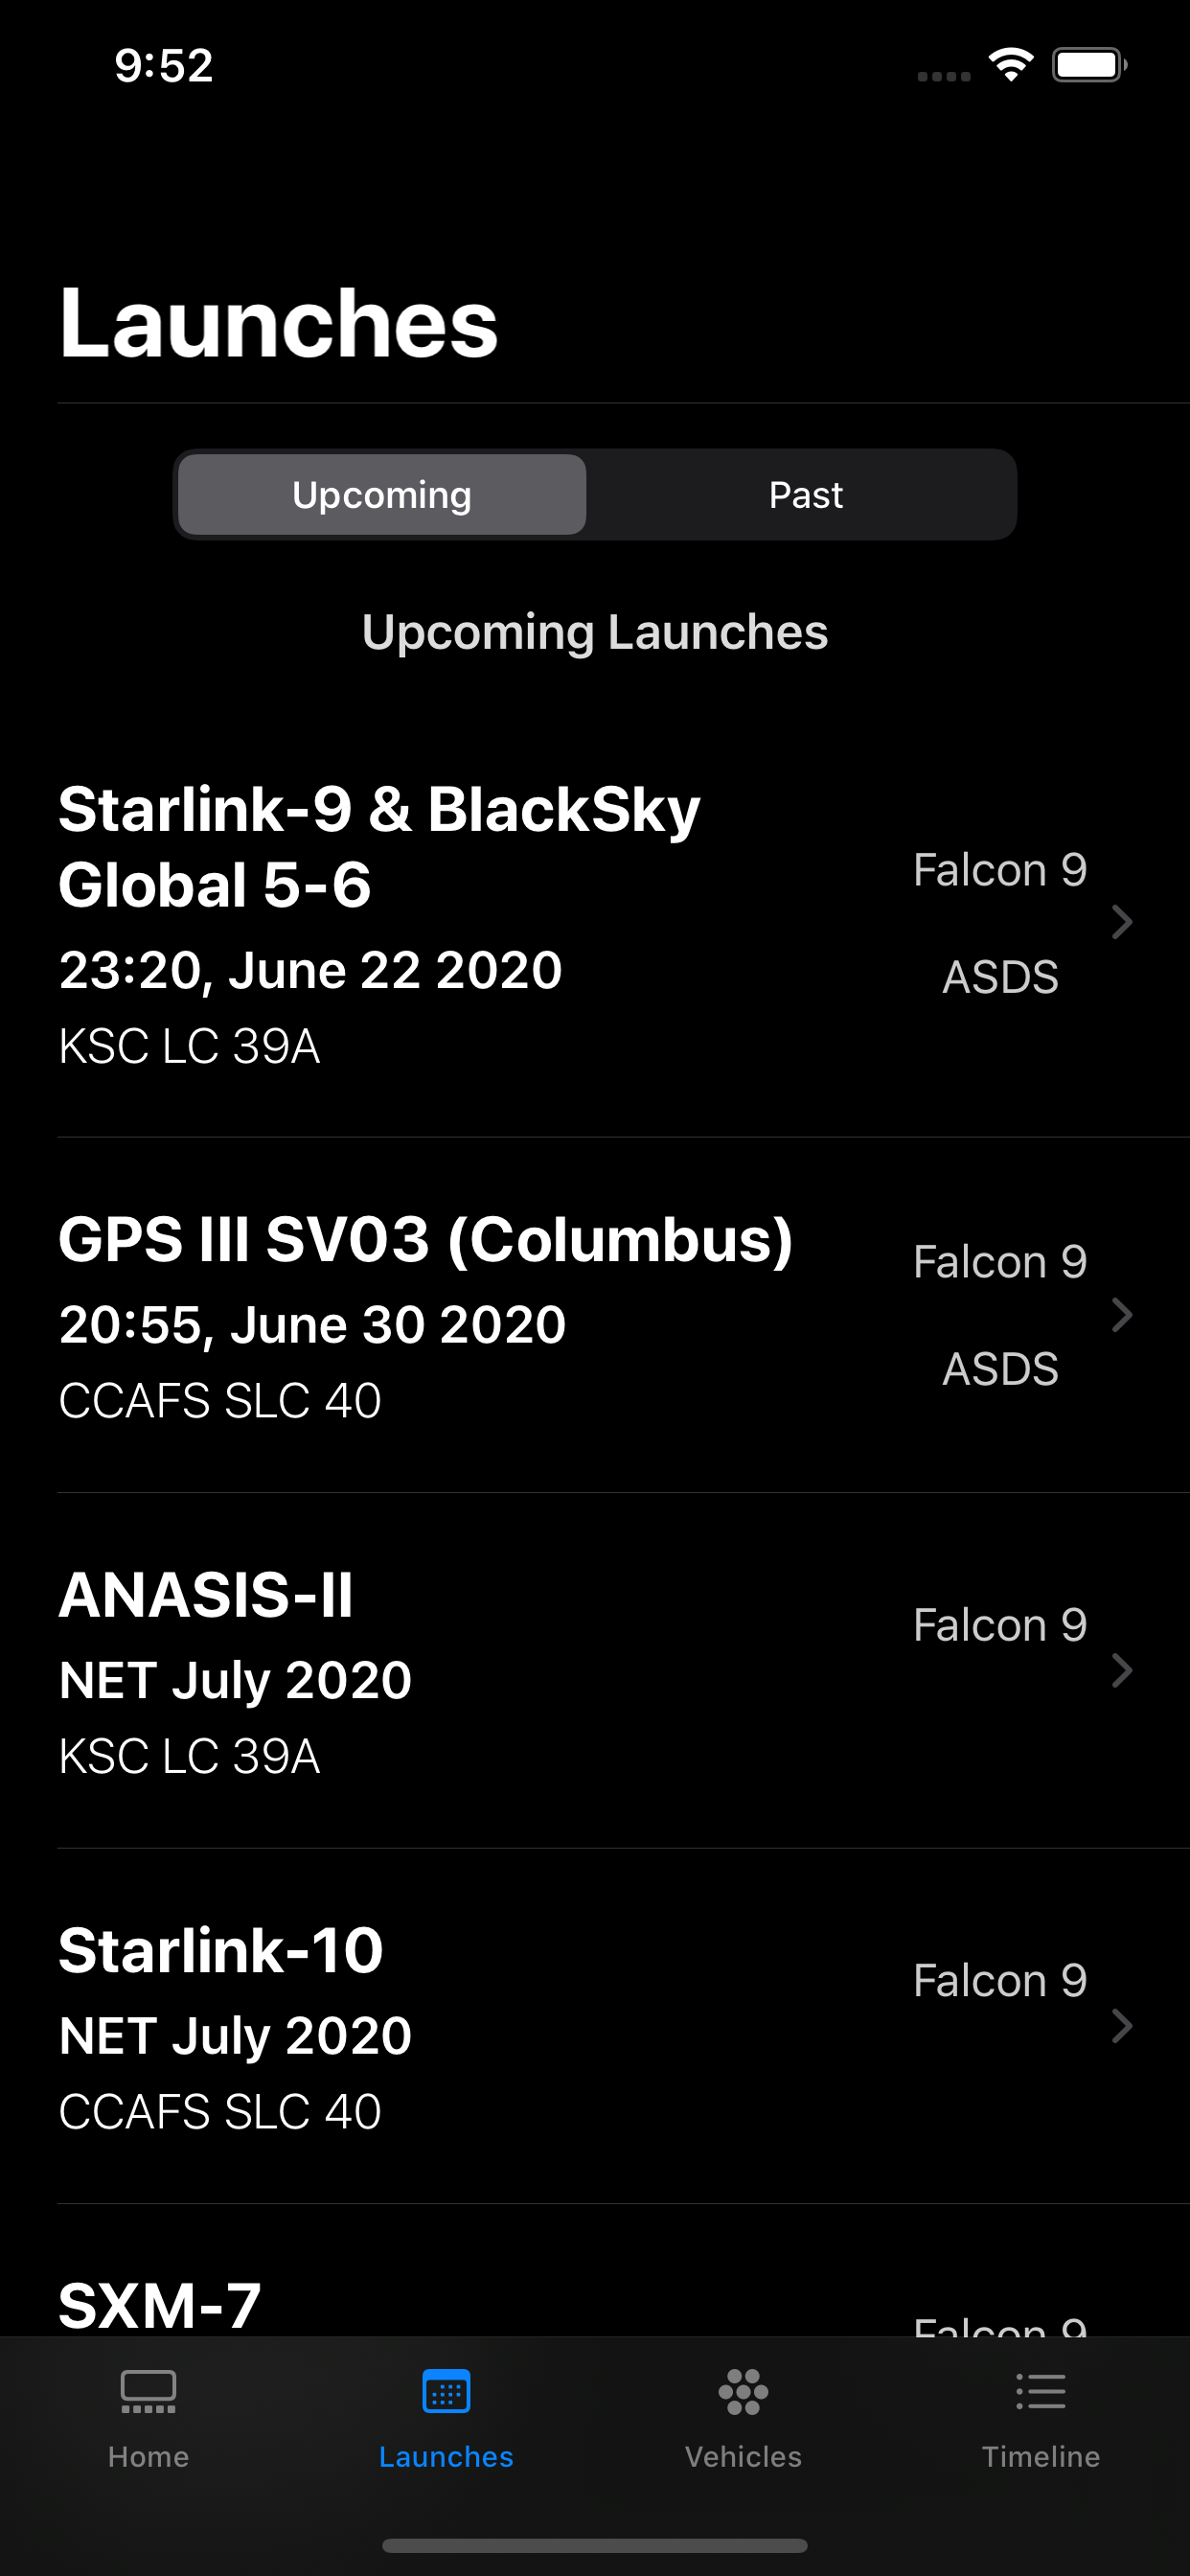 9:52
Launches
Upcoming
Past
Upcoming Launches
Starlink-9 & BlackSky
Global 5-6
23:20, June 22 2020
KSC LC 39A
Falcon 9
ASDS
GPS III SV03 (Columbus)
20:55, June 30 2020
CCAFS SLC 40
Falcon 9
ASDS
ANASIS-II
NET July 2020
KSC LC 39A
Falcon 9
Starlink-10
NET July 2020
CCAFS SLC 40
Falcon 9
SXM-7
Falcon 9
Home
Launches
Vehicles
Timeline